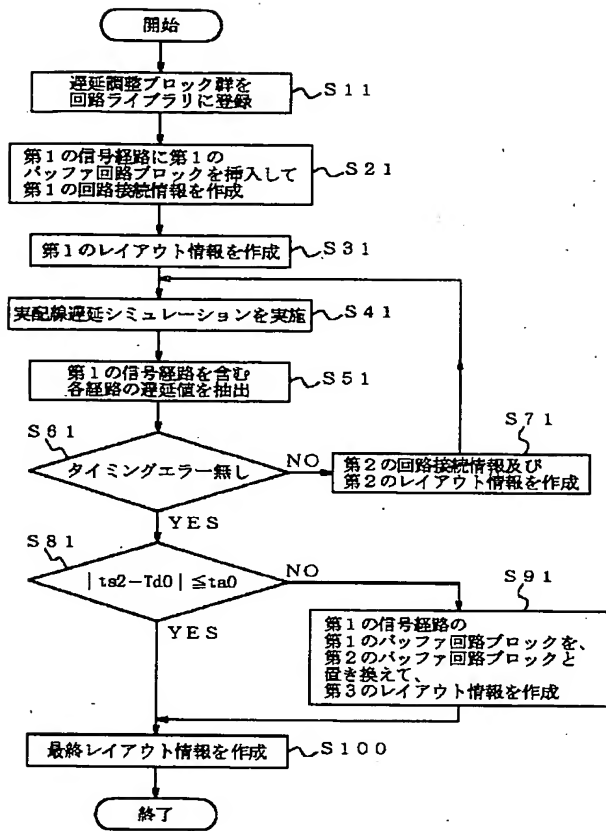 開始
遅延調整ブロック群を
回路ライブラリに登録
S11
第1の信号経路に第1の
バッファ回路ブロックを挿入して
第1の回路接続情報を作成
S21
第1のレイアウト情報を作成
S31
実配線遅延シミュレーションを実施
S41
第1の信号経路を含む
各経路の遅延値を抽出
S51
S61
タイミングエラー無し
NO
YES
S71
第2の回路接続情報及び
第2のレイアウト情報を作成
S81
|ts2-Td0|≦ta0
NO
YES
S91
第1の信号経路の
第1のバッファ回路ブロックを、
第2のバッファ回路ブロックと
置き換えて、
第3のレイアウト情報を作成
最終レイアウト情報を作成
S100
終了